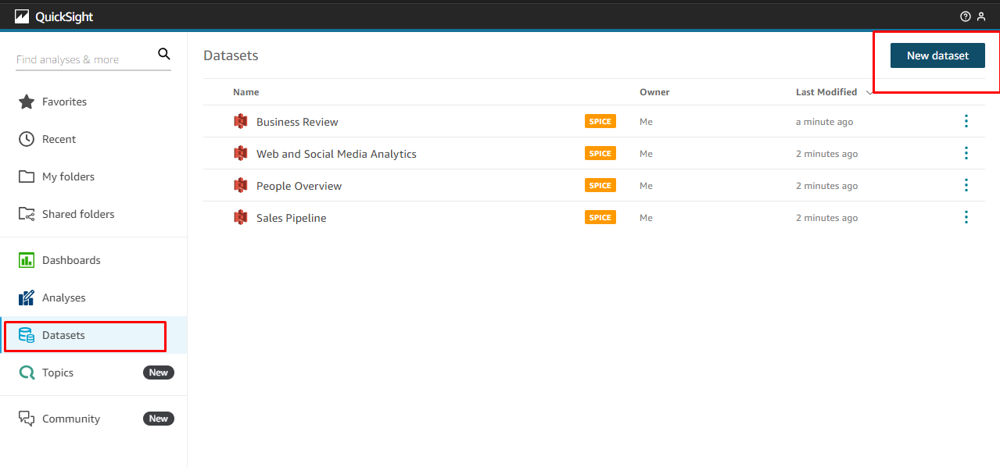 QuickSight
Find analyses & more
Favorites
Recent
My folders
Shared folders
Dashboards
Analyses
Datasets
Topics New
Community New
Datasets
New dataset
Name Owner Last Modified
Business Review SPICE Me a minute ago
Web and Social Media Analytics SPICE Me 2 minutes ago
People Overview SPICE Me 2 minutes ago
Sales Pipeline SPICE Me 2 minutes ago